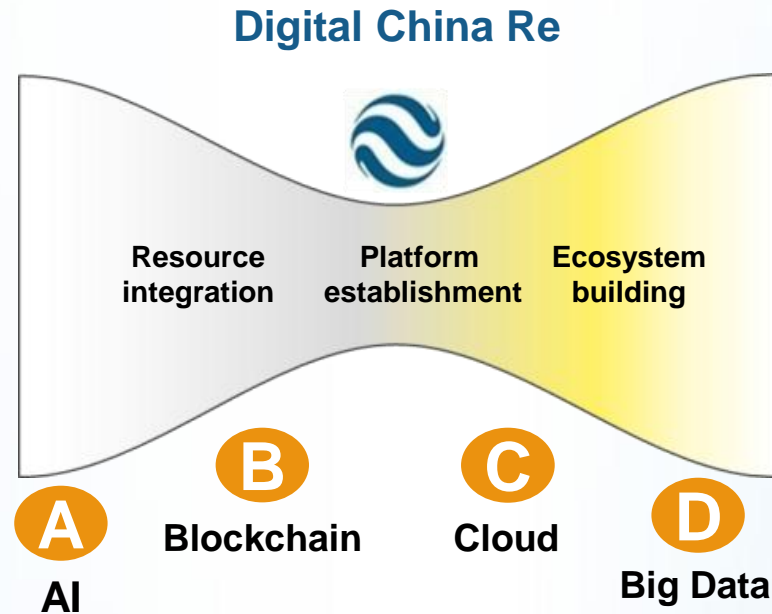 Digital China Re
Resource
integration
Platform
establishment
Ecosystem
building
A
AI
B
Blockchain
C
Cloud
D
Big Data